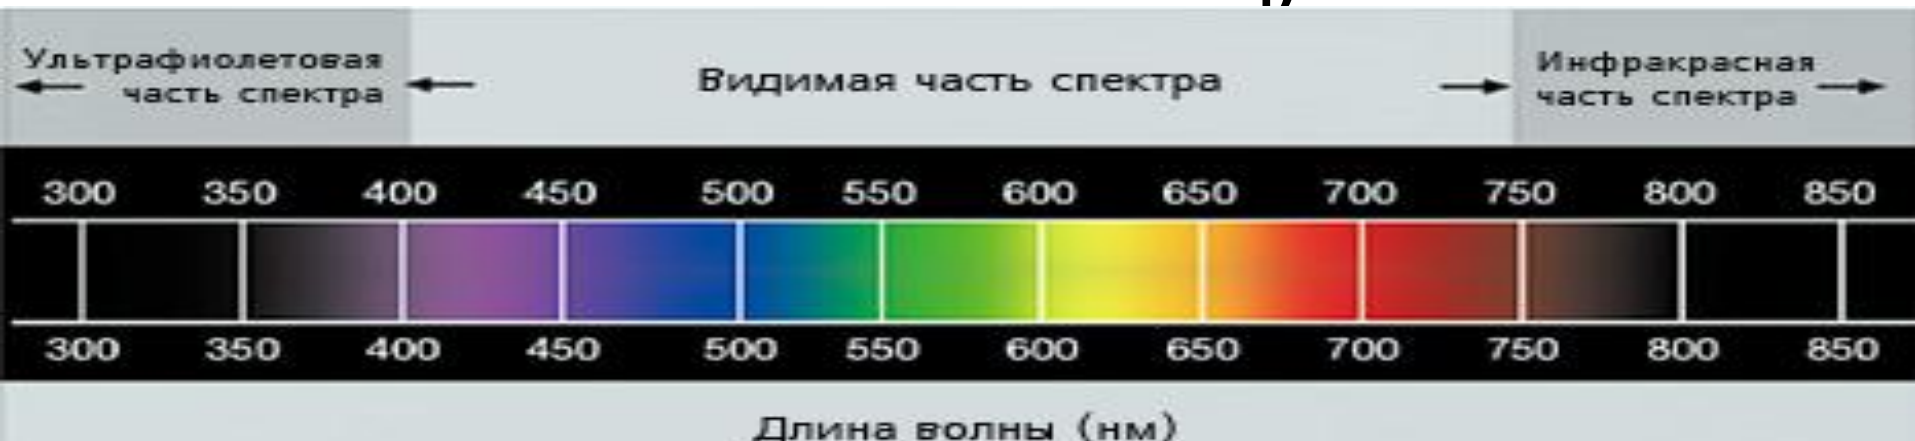 Ультрафиолетовая
часть спектра
Видимая часть спектра
Инфракрасная
часть спектра
300 350 400 450 500 550 600 650 700 750 800 850
300 350 400 450 500 550 600 650 700 750 800 850
Длина волны (нм)